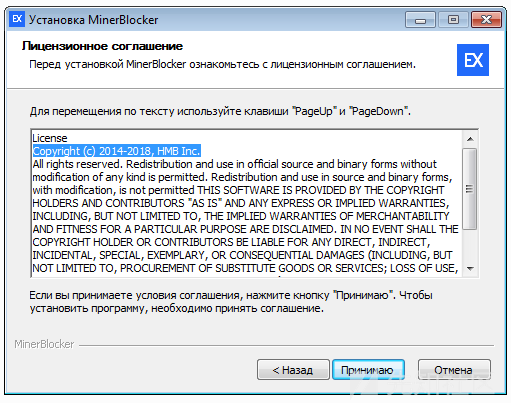 EX Установка MinerBlocker
Лицензионное соглашение
Перед установкой MinerBlocker ознакомьтесь с лицензионным соглашением.
EX
Для перемещения по тексту используйте клавиши "PageUp" и "PageDown".
License
Copyright (c) 2014-2018, HMB Inc.
All rights reserved. Redistribution and use in official source and binary forms without
modification of any kind is permitted. Redistribution and use in source and binary forms,
with modification, is not permitted THIS SOFTWARE IS PROVIDED BY THE COPYRIGHT
HOLDERS AND CONTRIBUTORS "AS IS" AND ANY EXPRESS OR IMPLIED WARRANTIES,
INCLUDING, BUT NOT LIMITED TO, THE IMPLIED WARRANTIES OF MERCHANTABILITY
AND FITNESS FOR A PARTICULAR PURPOSE ARE DISCLAIMED. IN NO EVENT SHALL THE
COPYRIGHT HOLDER OR CONTRIBUTORS BE LIABLE FOR ANY DIRECT, INDIRECT,
INCIDENTAL, SPECIAL, EXEMPLARY, OR CONSEQUENTIAL DAMAGES (INCLUDING, BUT
NOT LIMITED TO, PROCUREMENT OF SUBSTITUTE GOODS OR SERVICES; LOSS OF USE,
Если вы принимаете условия соглашения, нажмите кнопку "Принимаю". Чтобы
установить программу, необходимо принять соглашение.
MinerBlocker
< Назад Принимаю Отмена